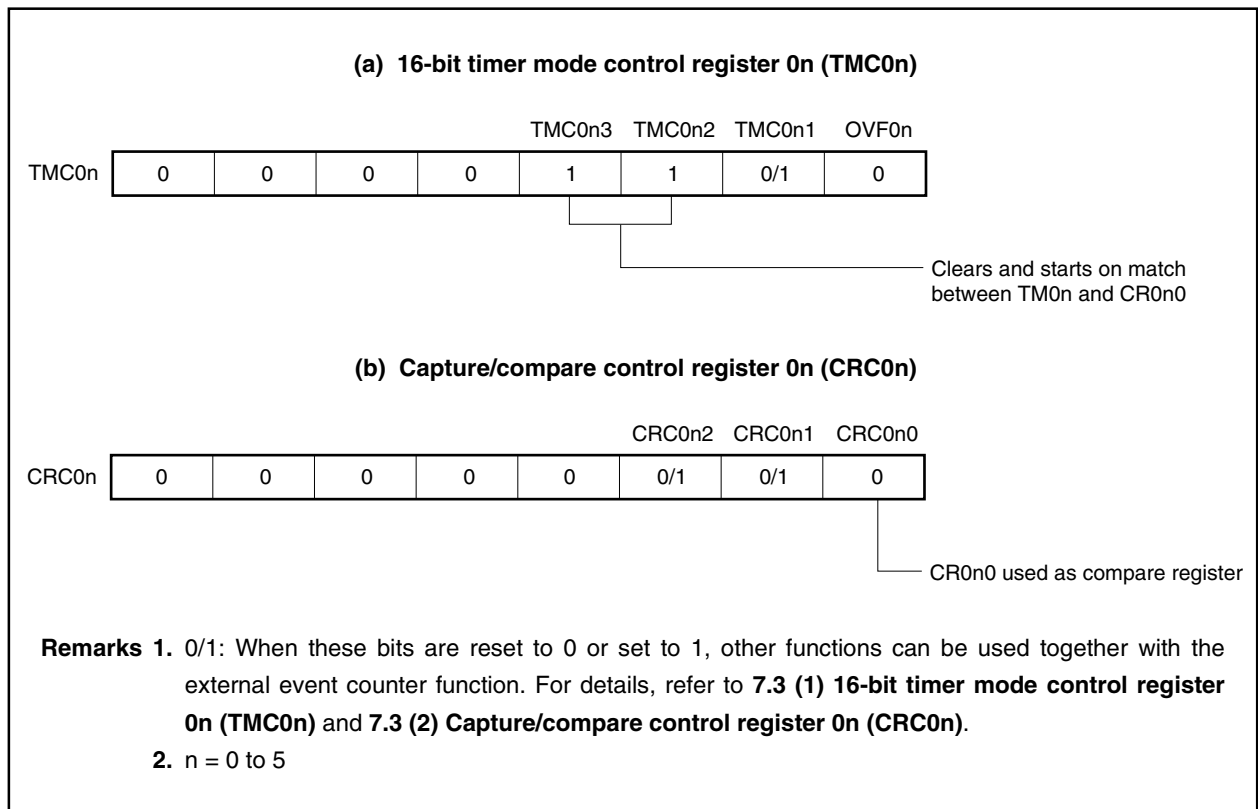 (a) 16-bit timer mode control register 0n (TMC0n)
TMC0n3 TMC0n2 TMC0n1 OVF0n
TMC0n 0 0 0 0 1 1 0/1 0
Clears and starts on match
between TM0n and CR0n0
(b) Capture/compare control register 0n (CRC0n)
CRC0n2 CRC0n1 CRC0n0
CRC0n 0 0 0 0 0 0/1 0/1 0
CR0n0 used as compare register
Remarks 1. 0/1: When these bits are reset to 0 or set to 1, other functions can be used together with the
external event counter function. For details, refer to 7.3 (1) 16-bit timer mode control register
0n (TMC0n) and 7.3 (2) Capture/compare control register 0n (CRC0n).
2. n = 0 to 5